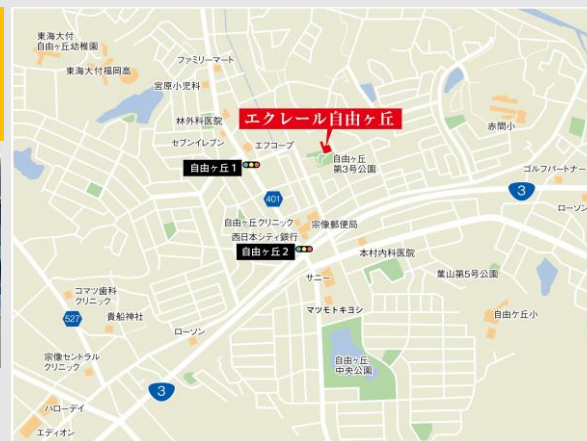 東海大付
自由ヶ丘幼稚園
東海大付福岡高
ファミリーマート
宮原小児科
林外科医院
エクレール自由ヶ丘
セブンイレブン
エフコープ
赤間小
自由ヶ丘1
自由ヶ丘
第3号公園
ゴルフパートナー
3
401
ローソン
自由ヶ丘クリニック
宗像郵便局
西日本シティ銀行
自由ヶ丘2
本村内科医院
サニー
葉山第5号公園
コマツ歯科
クリニック
マツモトキヨシ
527
貴船神社
自由ケ丘小
ローソン
宗像セントラル
クリニック
自由ヶ丘
中央公園
3
ハローデイ
エディオン